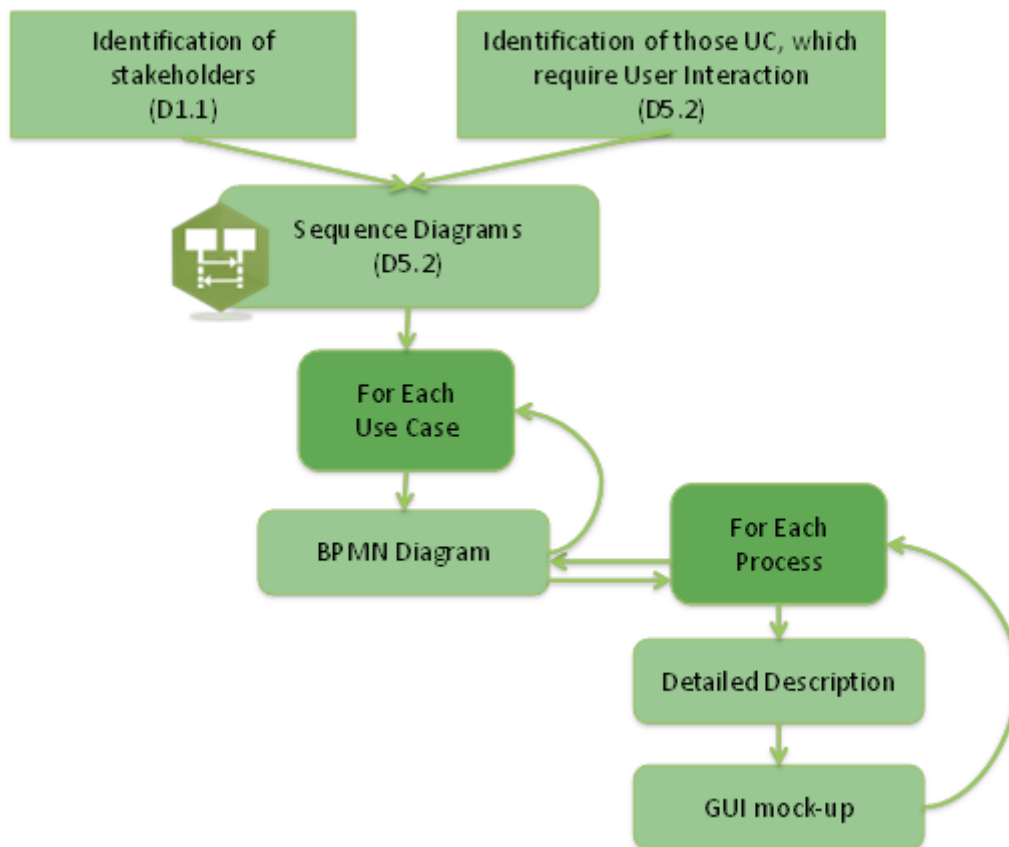 Identification of
stakeholders
(D1.1)
Identification of those UC, which
require User Interaction
(D5.2)
Sequence Diagrams
(D5.2)
For Each
Use Case
BPMN Diagram
For Each
Process
Detailed Description
GUI mock-up